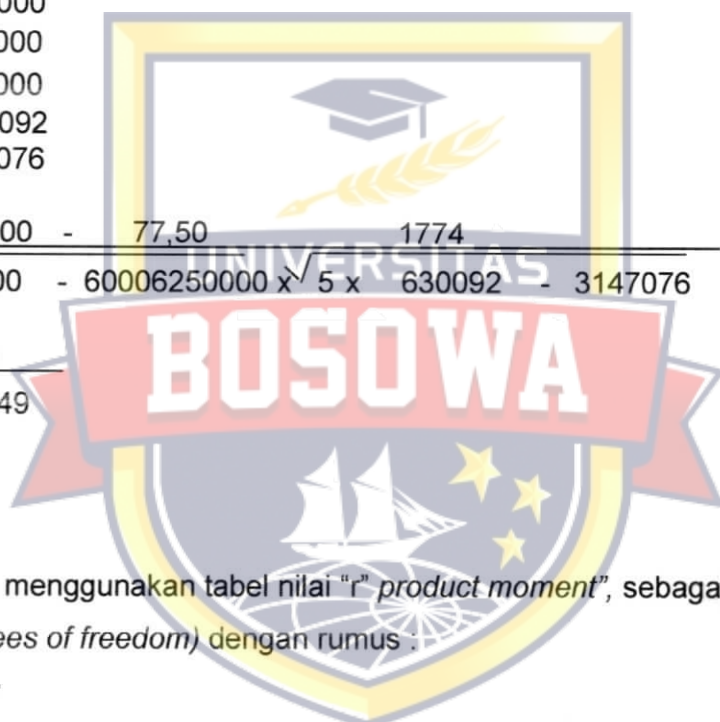 000
000
000
092
076
00 - 77,50 1774
00 - 60006250000 x√ 5 x 630092 - 3147076
UNIVERSITAS
BOSOWA
49
menggunakan tabel nilai “r” product moment”, sebaga
ees of freedom) dengan rumus :